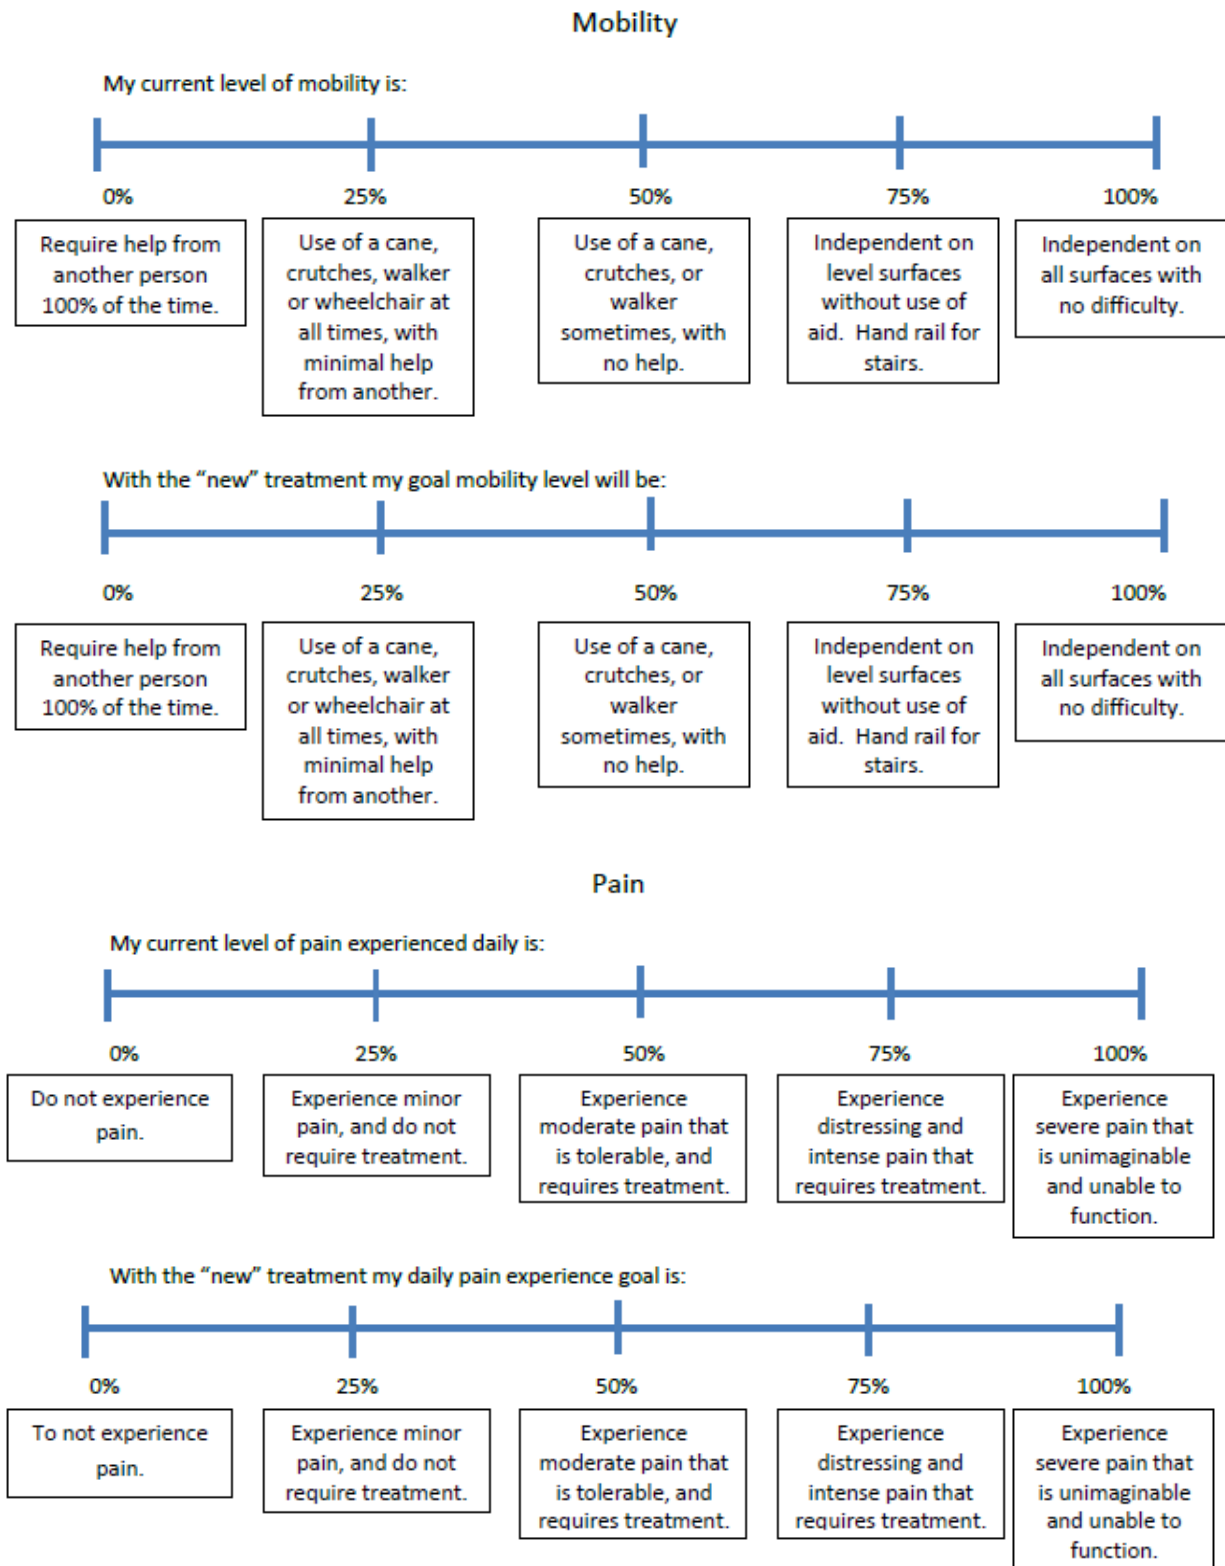 Mobility
My current level of mobility is:
0% 25% 50% 75% 100%
Require help from
another person
100% of the time.
Use of a cane,
crutches, walker
or wheelchair at
all times, with
minimal help
from another.
Use of a cane,
crutches, or
walker
sometimes, with
no help.
Independent on
level surfaces
without use of
aid. Hand rail for
stairs.
Independent on
all surfaces with
no difficulty.
With the “new” treatment my goal mobility level will be:
0% 25% 50% 75% 100%
Require help from
another person
100% of the time.
Use of a cane,
crutches, walker
or wheelchair at
all times, with
minimal help
from another.
Use of a cane,
crutches, or
walker
sometimes, with
no help.
Independent on
level surfaces
without use of
aid. Hand rail for
stairs.
Independent on
all surfaces with
no difficulty.
Pain
My current level of pain experienced daily is:
0% 25% 50% 75% 100%
Do not experience
pain.
Experience minor
pain, and do not
require treatment.
Experience
moderate pain that
is tolerable, and
requires treatment.
Experience
distressing and
intense pain that
requires treatment.
Experience
severe pain that
is unimaginable
and unable to
function.
With the “new” treatment my daily pain experience goal is:
0% 25% 50% 75% 100%
To not experience
pain.
Experience minor
pain, and do not
require treatment.
Experience
moderate pain that
is tolerable, and
requires treatment.
Experience
distressing and
intense pain that
requires treatment.
Experience
severe pain that
is unimaginable
and unable to
function.